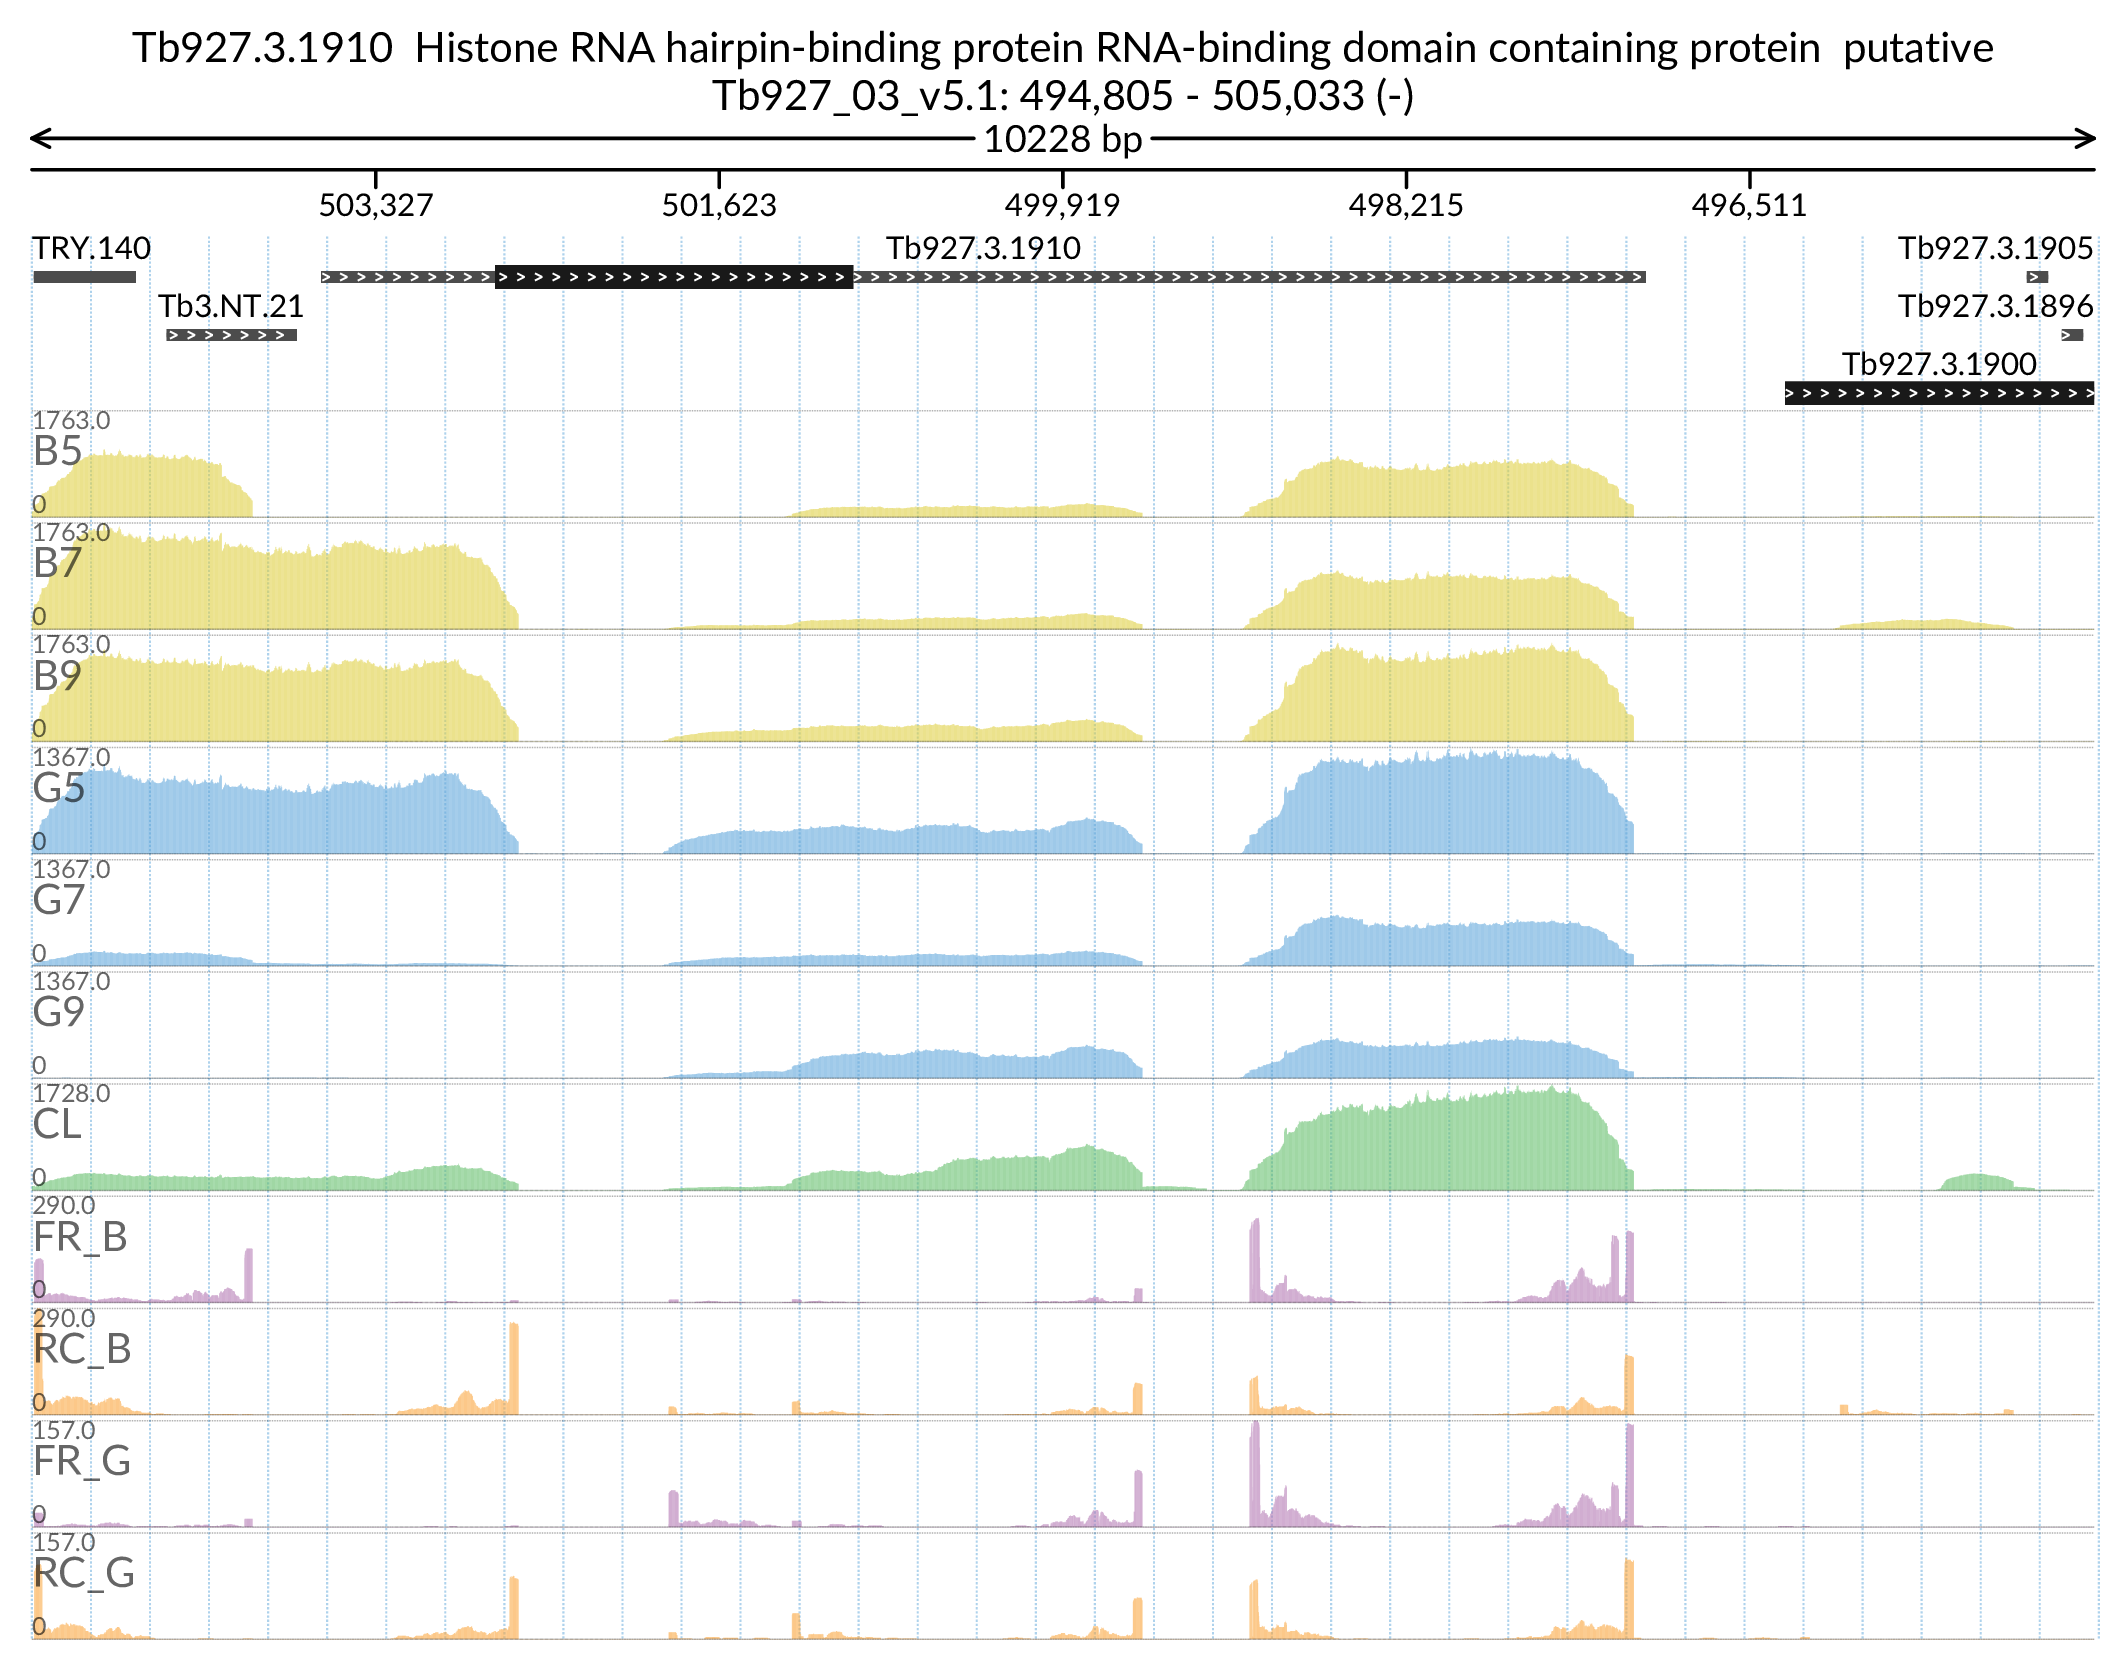 Tb927.3.1910  Histone RNA hairpin-binding protein RNA-binding domain containing protein  putative
Tb927_03_v5.1: 494,805 - 505,033 (-)
10228 bp
503,327 501,623 499,919 498,215 496,511
TRY.140 Tb927.3.1910 Tb927.3.1905
Tb3.NT.21 Tb927.3.1896
Tb927.3.1900
1763.0
B5
0
1763.0
B7
0
1763.0
B9
0
1367.0
G5
0
1367.0
G7
0
1367.0
G9
0
1728.0
CL
0
290.0
FR_B
0
290.0
RC_B
0
157.0
FR_G
0
157.0
RC_G
0